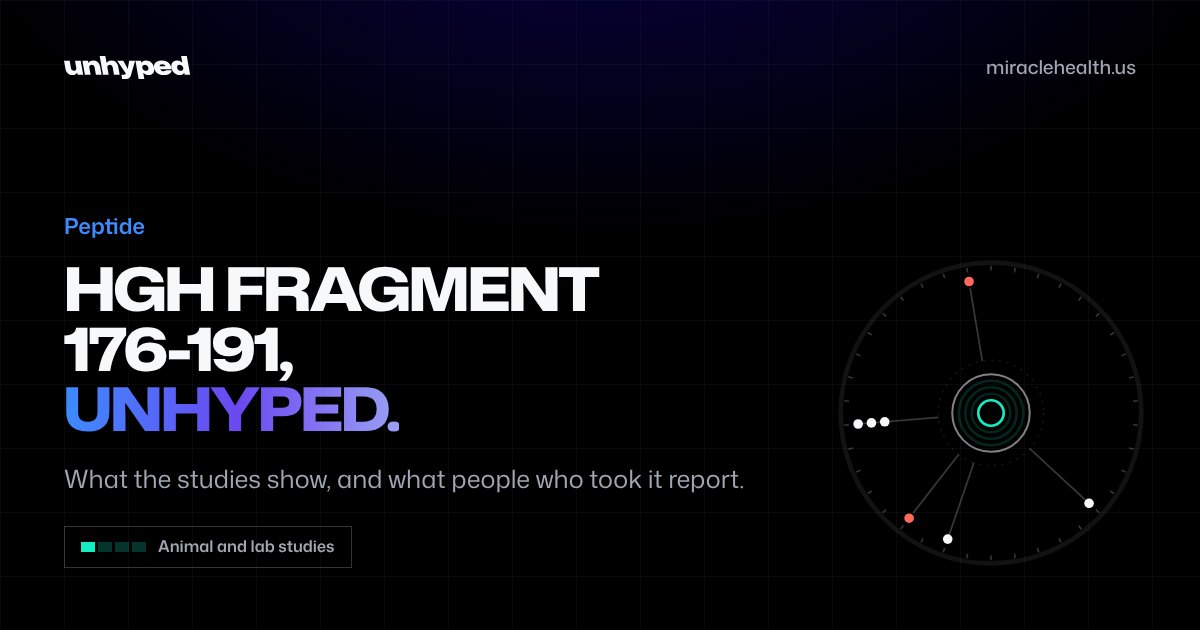 unhyped
miraclehealth.us
Peptide
HGH FRAGMENT
176-191,
UNHYPED.
What the studies show, and what people who took it report.
Animal and lab studies